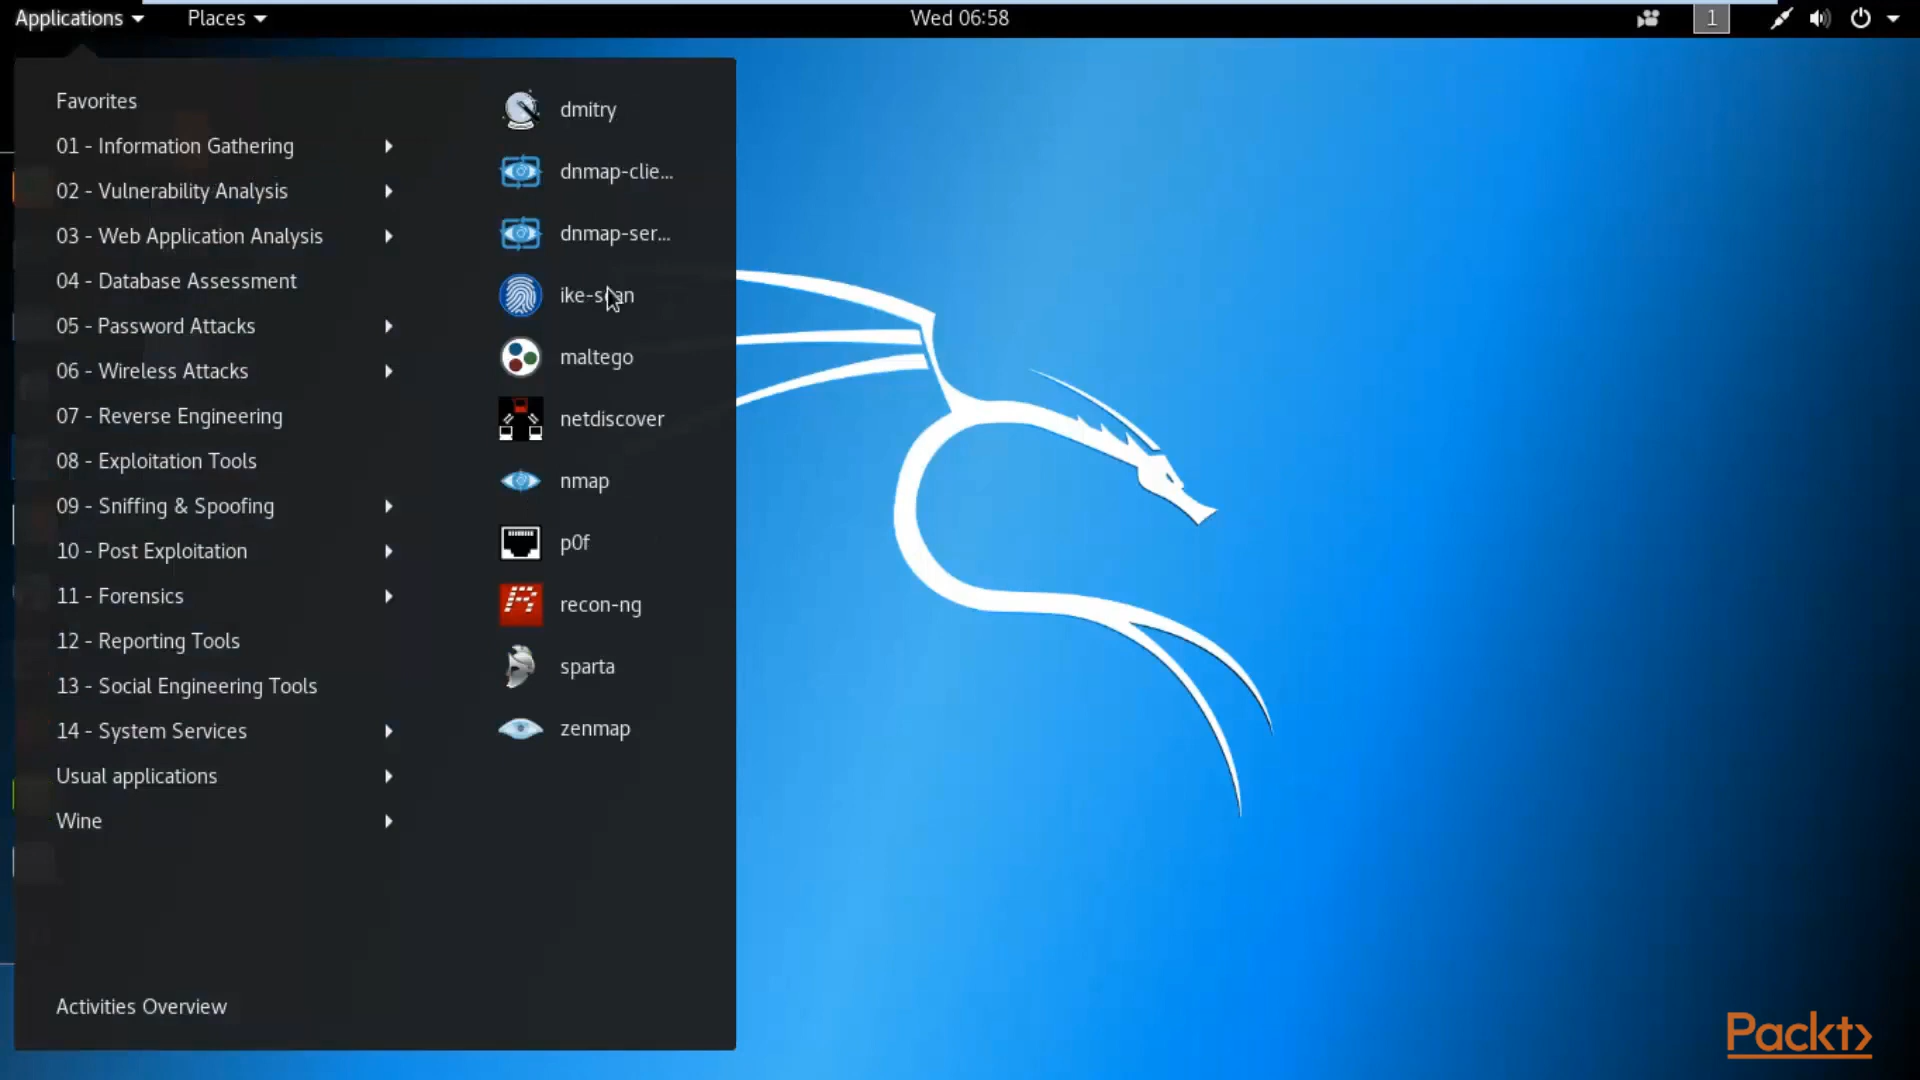 Applications Places Wed 06:58 1
Favorites
01 - Information Gathering
02 - Vulnerability Analysis
03 - Web Application Analysis
04 - Database Assessment
05 - Password Attacks
06 - Wireless Attacks
07 - Reverse Engineering
08 - Exploitation Tools
09 - Sniffing & Spoofing
10 - Post Exploitation
11 - Forensics
12 - Reporting Tools
13 - Social Engineering Tools
14 - System Services
Usual applications
Wine
Activities Overview
dmitry
dnmap-clie...
dnmap-ser...
ike-scan
maltego
netdiscover
nmap
p0f
recon-ng
sparta
zenmap
Packt>